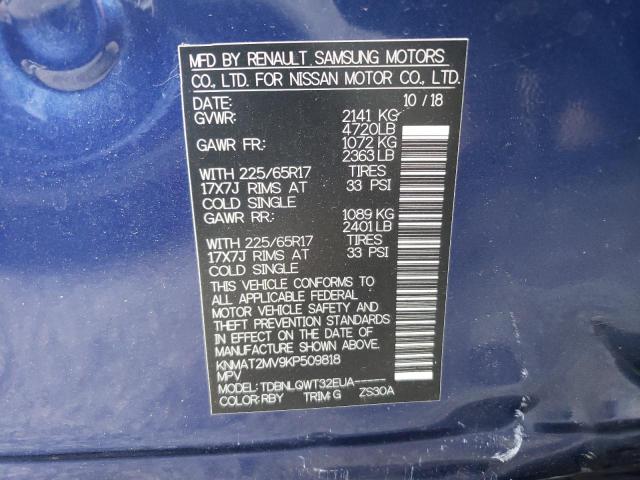 MFD BY RENAULT SAMSUNG MOTORS
CO., LTD. FOR NISSAN MOTOR CO., LTD.
DATE: 10 / 18
GVWR: 2141 KG
4720LB
GAWR FR: 1072 KG
2363 LB
WITH 225/65R17 TIRES
17X7J RIMS AT 33 PSI
COLD SINGLE
GAWR RR: 1089 KG
2401 LB
WITH 225/65R17 TIRES
17X7J RIMS AT 33 PSI
COLD SINGLE
THIS VEHICLE CONFORMS TO
ALL APPLICABLE FEDERAL
MOTOR VEHICLE SAFETY AND
THEFT PREVENTION STANDARDS
IN EFFECT ON THE DATE OF
MANUFACTURE SHOWN ABOVE.
KNMAT2MV9KP509818
MPV
MODEL: TDBNLQWT32EUA-----
COLOR:RBY TRIM: G ZS30A